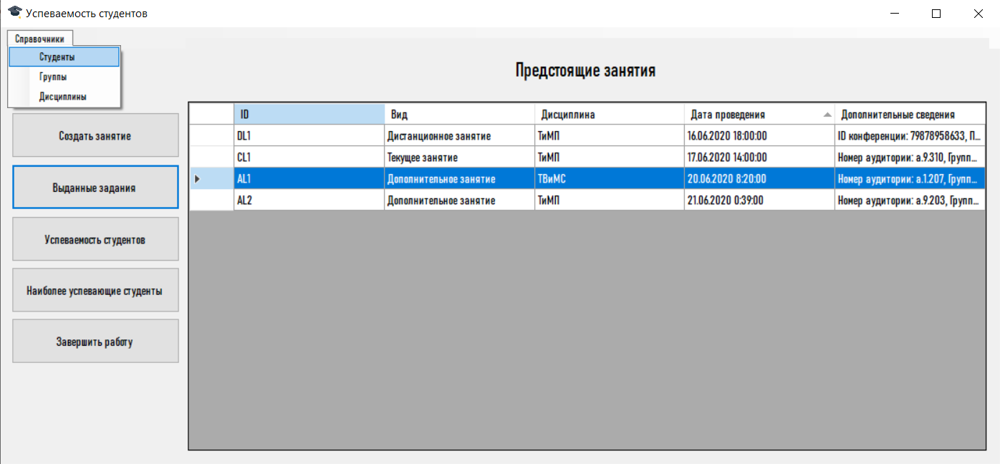 Успеваемость студентов
Справочники
Студенты
Группы
Дисциплины
Создать занятие
Выданные задания
Успеваемость студентов
Наиболее успевающие студенты
Завершить работу
Предстоящие занятия
ID Вид Дисциплина Дата проведения Дополнительные сведения
DL1 Дистанционное занятие ТиМП 16.06.2020 18:00:00 ID конференции: 79878958633, П...
CL1 Текущее занятие ТиМП 17.06.2020 14:00:00 Номер аудитории: а.9.310, Групп...
AL1 Дополнительное занятие ТВиМС 20.06.2020 8:20:00 Номер аудитории: а.1.207, Групп...
AL2 Дополнительное занятие ТиМП 21.06.2020 0:39:00 Номер аудитории: а.9.203, Групп...